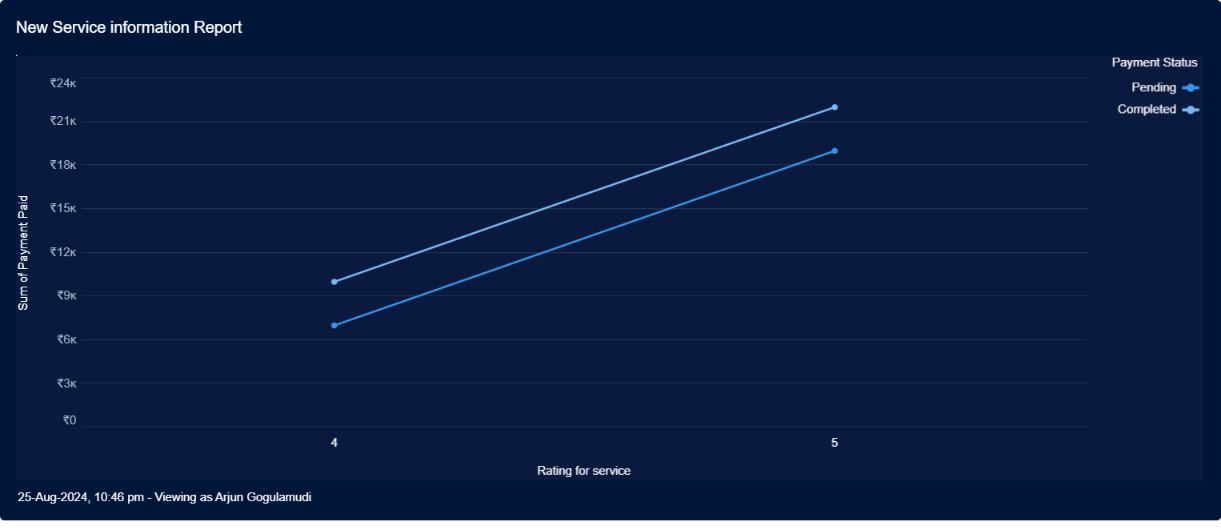 New Service information Report
Payment Status
Pending
Completed
Sum of Payment Paid
₹24K
₹21K
₹18K
₹15K
₹12K
₹9K
₹6K
₹3K
₹0
4 5
Rating for service
25-Aug-2024, 10:46 pm - Viewing as Arjun Gogulamudi